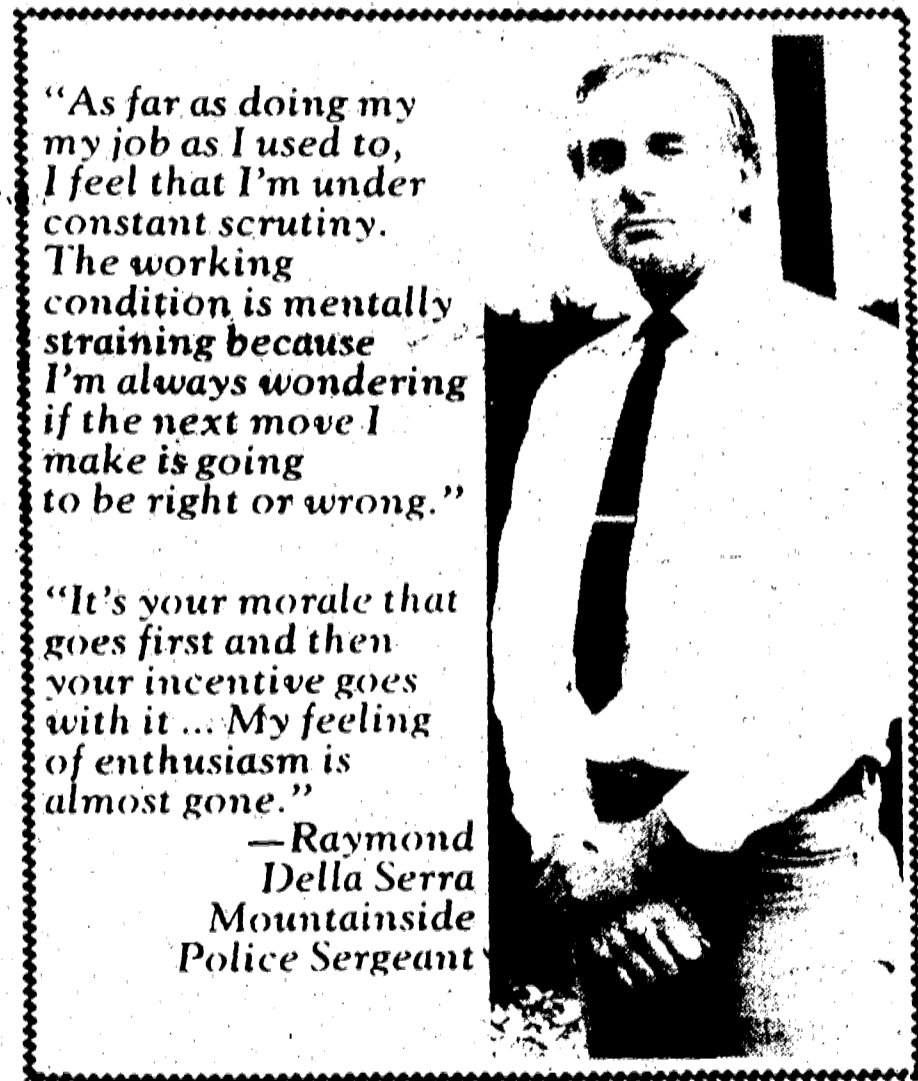 “As far as doing my
my job as I used to,
I feel that I’m under
constant scrutiny.
The working
condition is mentally
straining because
I’m always wondering
if the next move I
make is going
to be right or wrong.”
“It’s your morale that
goes first and then
your incentive goes
with it ... My feeling
of enthusiasm is
almost gone.”
—Raymond
Della Serra
Mountainside
Police Sergeant